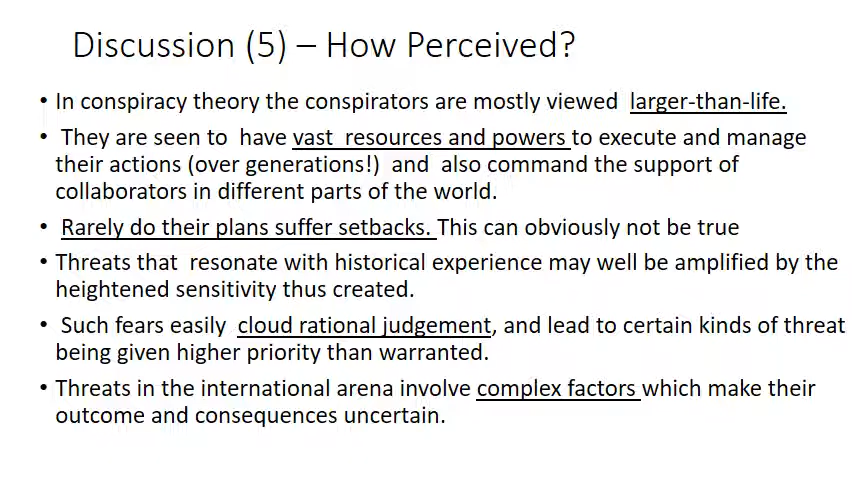 Discussion (5) – How Perceived?
• In conspiracy theory the conspirators are mostly viewed larger-than-life.
• They are seen to have vast resources and powers to execute and manage
their actions (over generations!) and also command the support of
collaborators in different parts of the world.
• Rarely do their plans suffer setbacks. This can obviously not be true
• Threats that resonate with historical experience may well be amplified by the
heightened sensitivity thus created.
• Such fears easily cloud rational judgement, and lead to certain kinds of threat
being given higher priority than warranted.
• Threats in the international arena involve complex factors which make their
outcome and consequences uncertain.